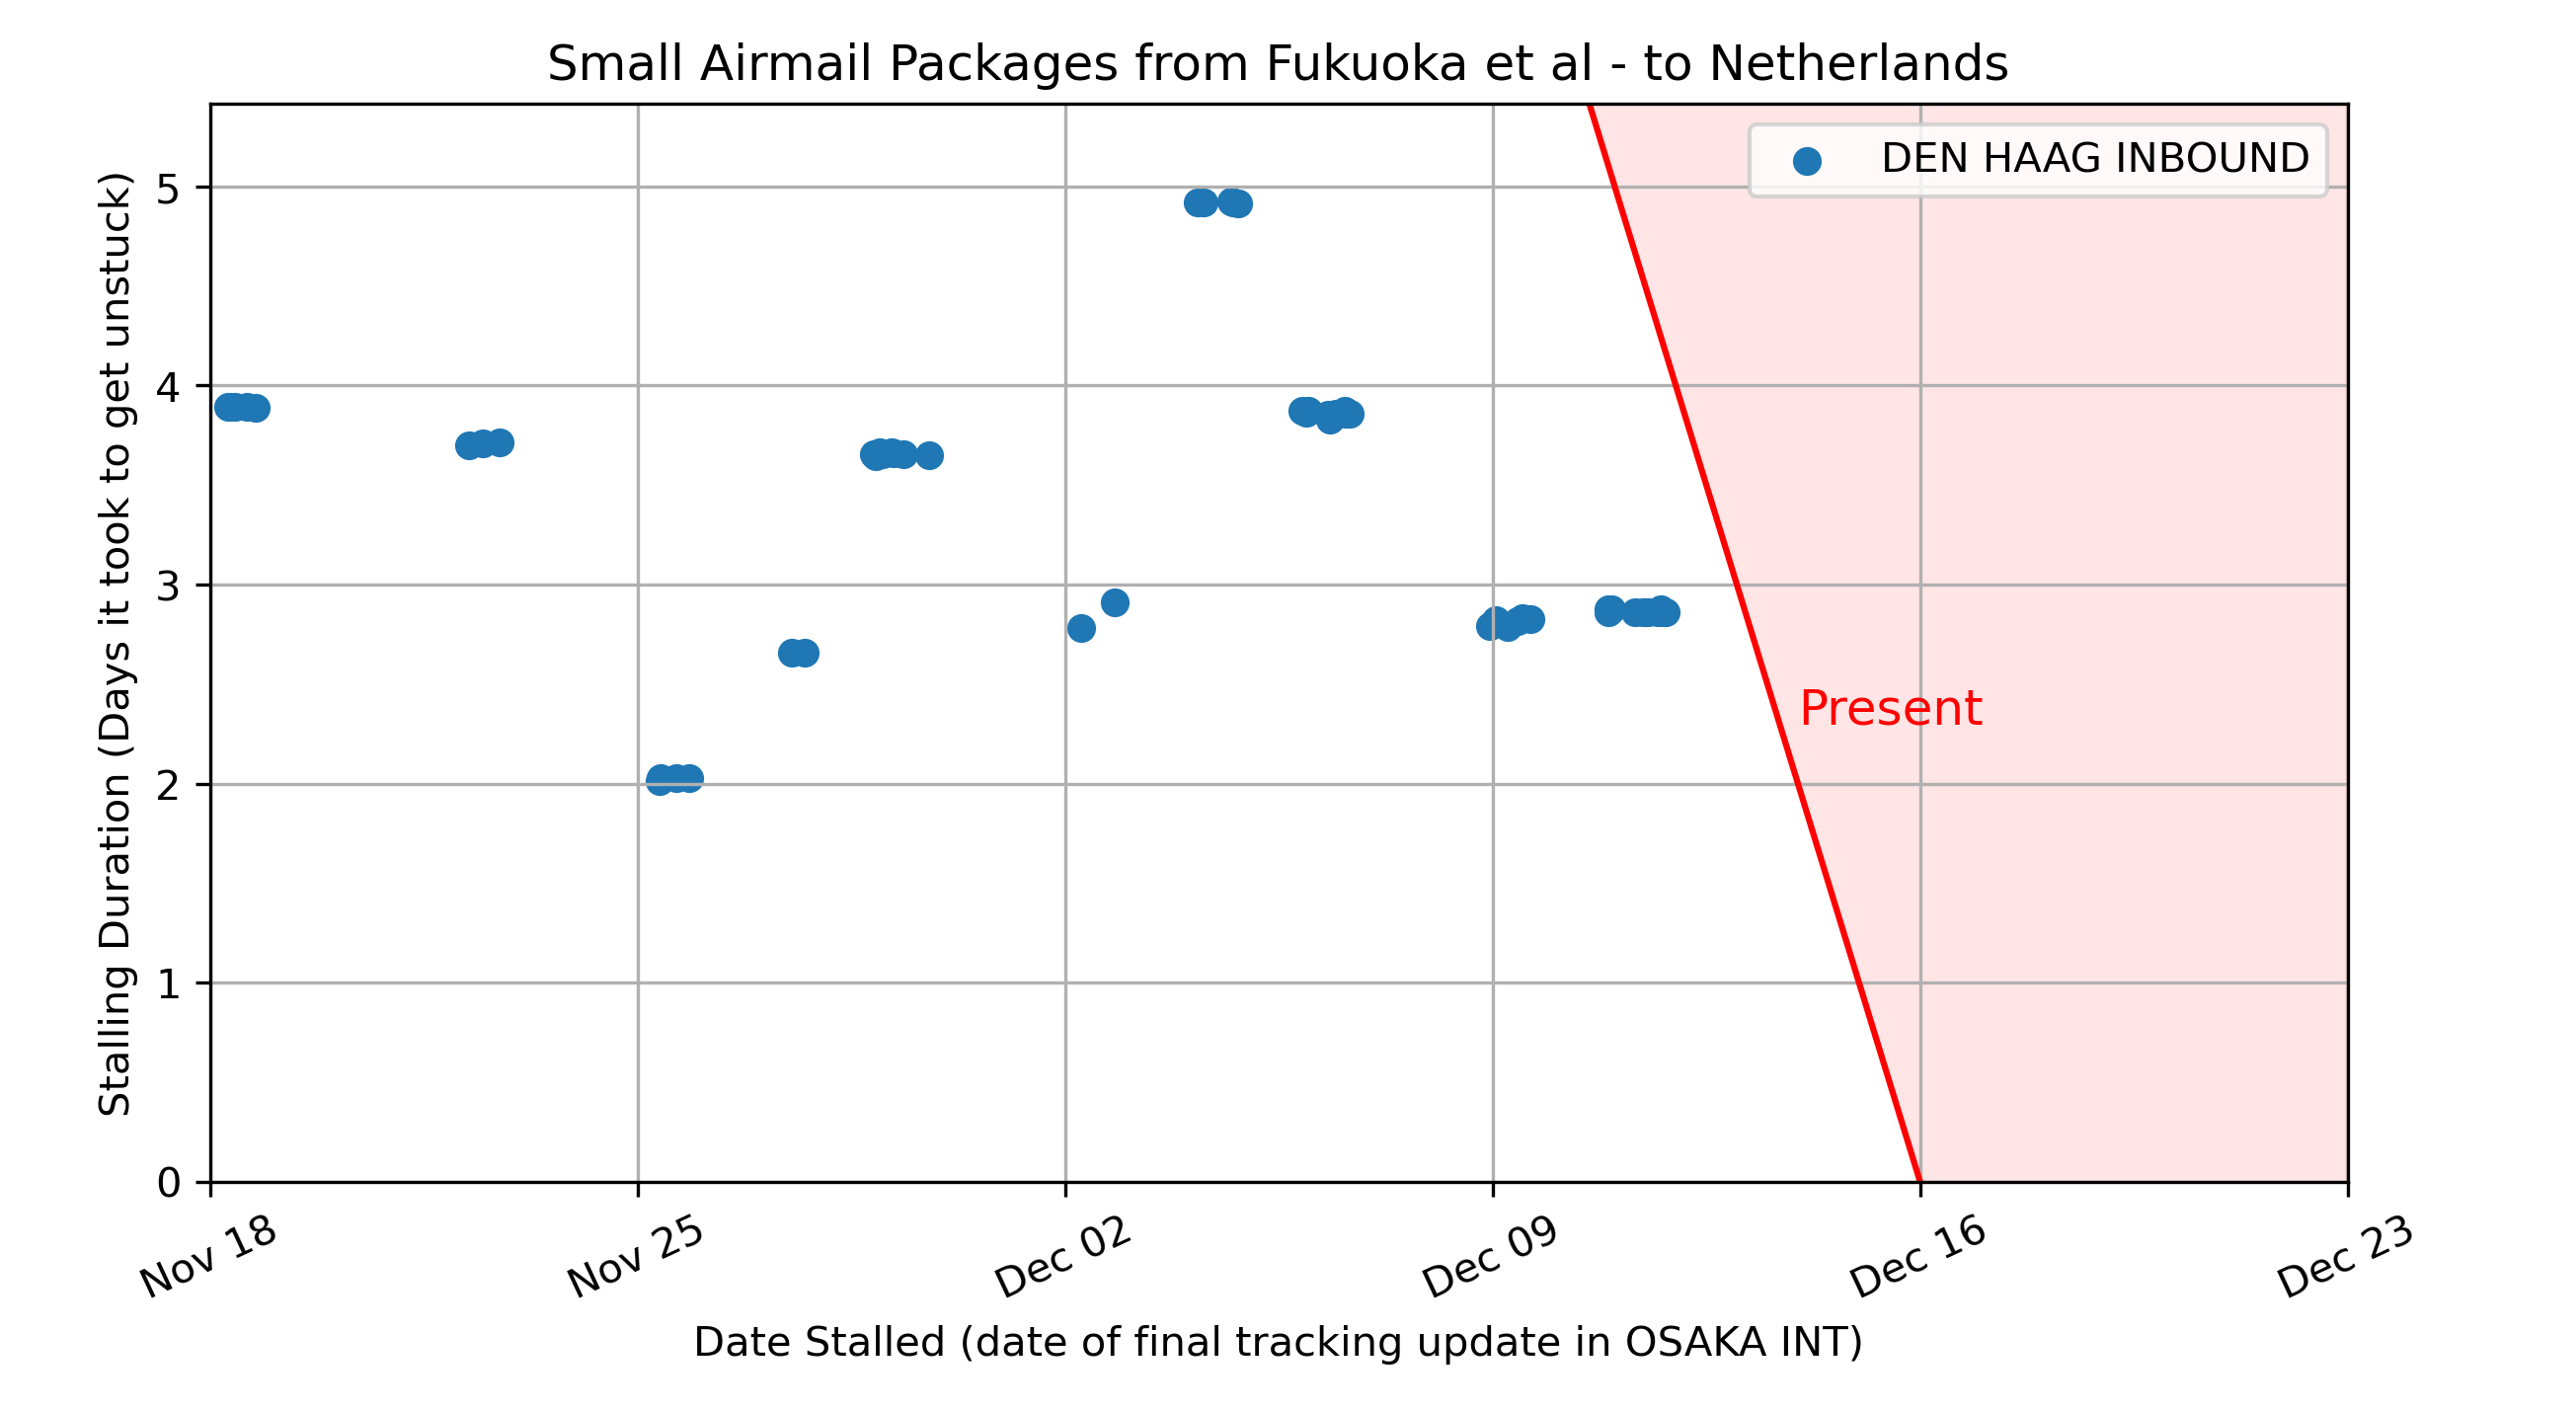 Small Airmail Packages from Fukuoka et al - to Netherlands
DEN HAAG INBOUND
Stalling Duration (Days it took to get unstuck)
5
4
3
2
1
0
Present
Nov 18
Nov 25
Dec 02
Dec 09
Dec 16
Dec 23
Date Stalled (date of final tracking update in OSAKA INT)